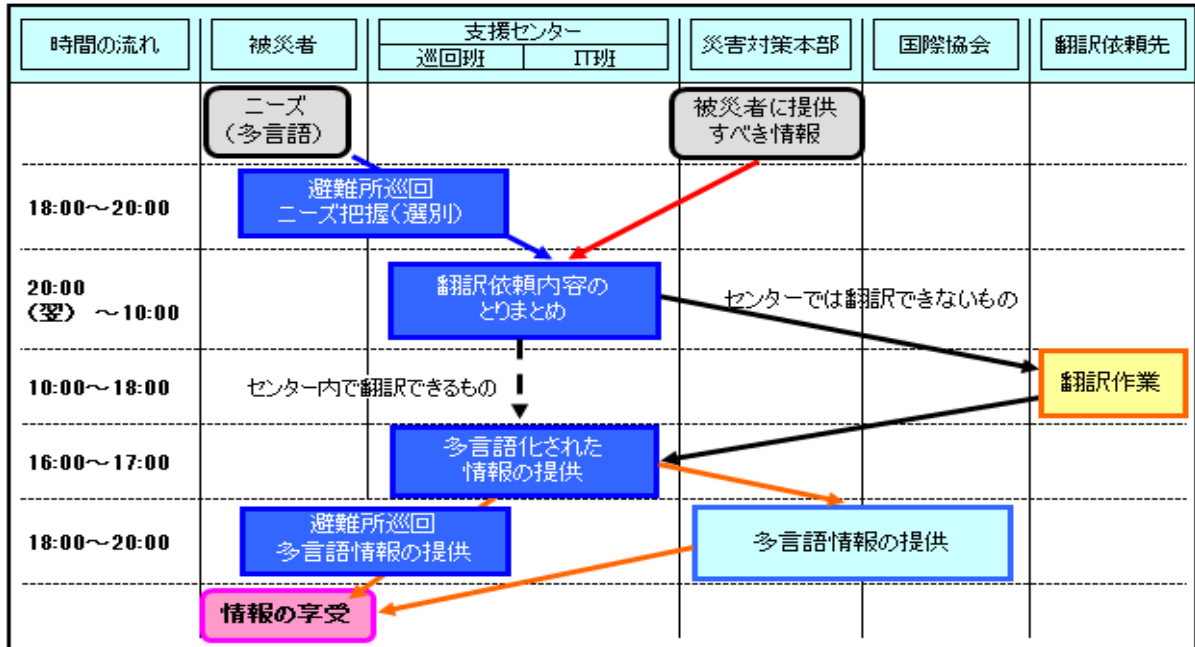 時間の流れ
被災者
支援センター
巡回班
IT班
災害対策本部
国際協会
翻訳依頼先
ニーズ
(多言語)
被災者に提供
すべき情報
18:00～20:00
避難所巡回
ニーズ把握(選別)
20:00
(翌) ～10:00
翻訳依頼内容の
とりまとめ
センターでは翻訳できないもの
10:00～18:00
センター内で翻訳できるもの
翻訳作業
16:00～17:00
多言語化された
情報の提供
18:00～20:00
避難所巡回
多言語情報の提供
多言語情報の提供
情報の享受